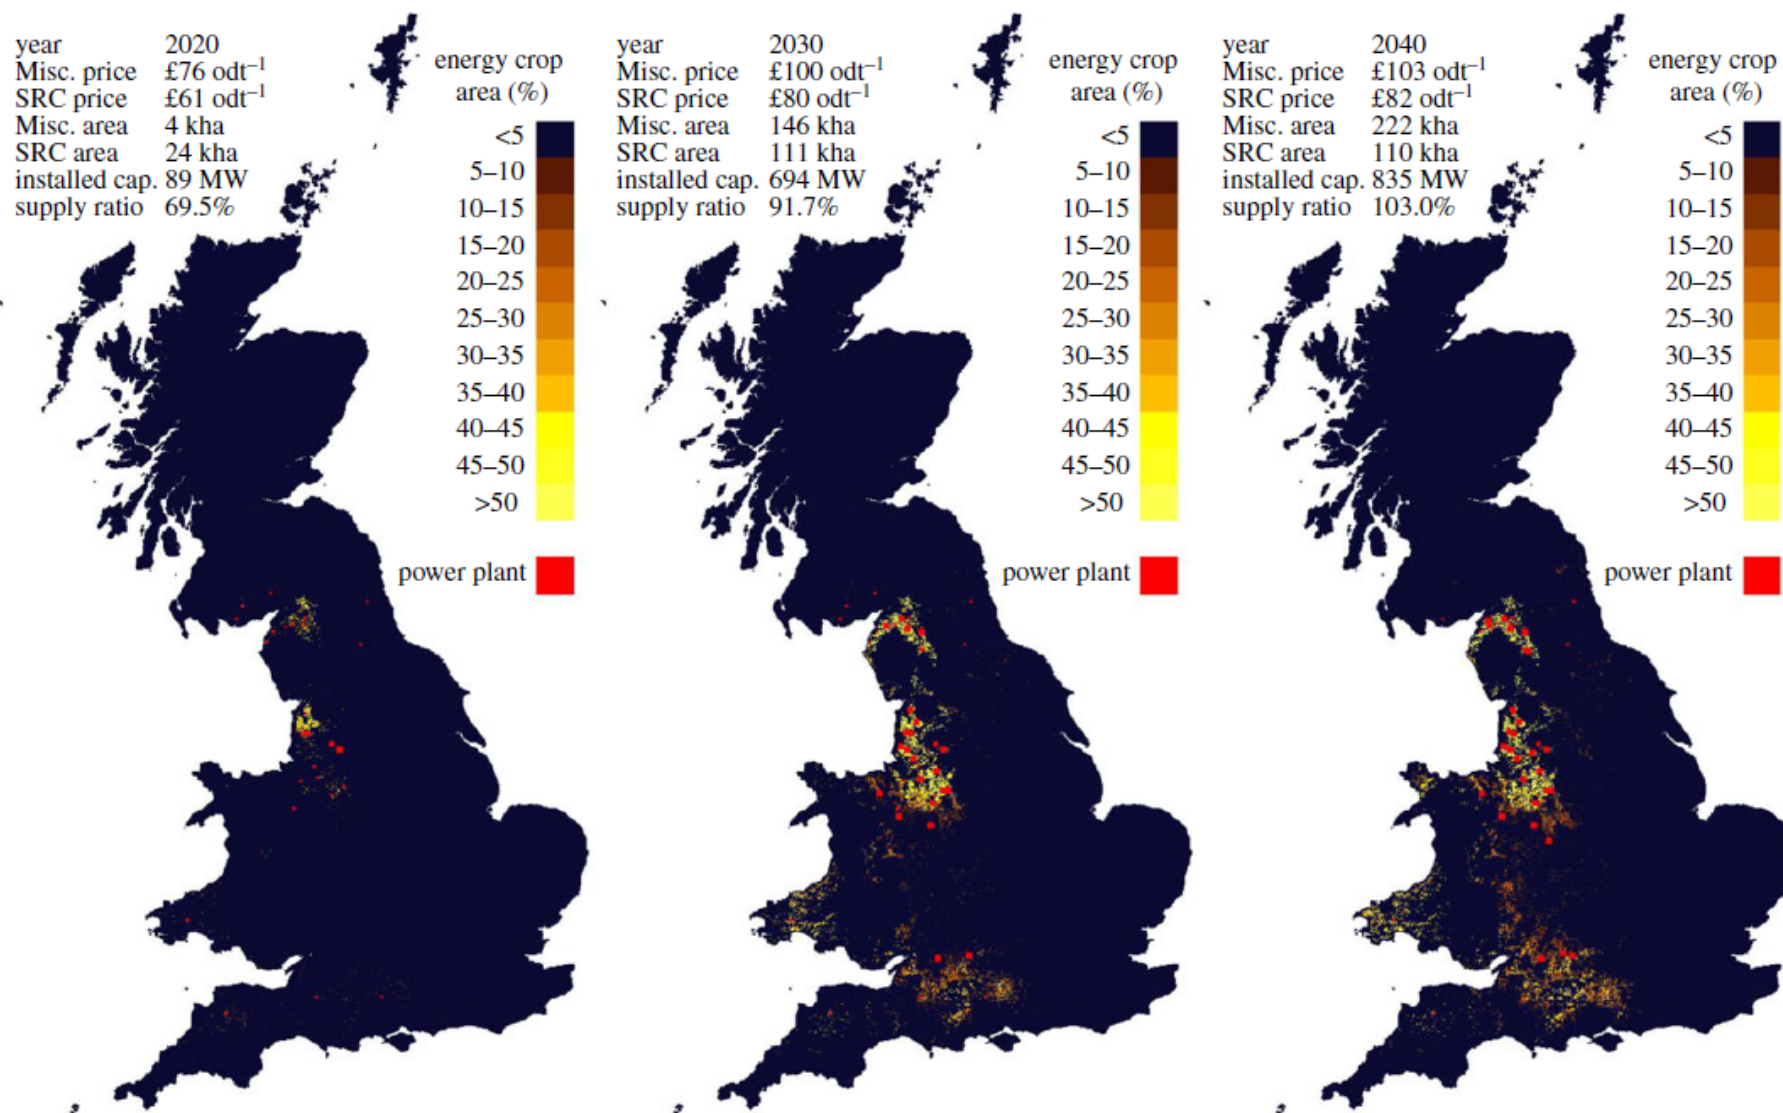 year 2020
Misc. price £76 odt⁻¹
SRC price £61 odt⁻¹
Misc. area 4 kha
SRC area 24 kha
installed cap. 89 MW
supply ratio 69.5%
energy crop
area (%)
<5
5–10
10–15
15–20
20–25
25–30
30–35
35–40
40–45
45–50
>50
power plant
year 2030
Misc. price £100 odt⁻¹
SRC price £80 odt⁻¹
Misc. area 146 kha
SRC area 111 kha
installed cap. 694 MW
supply ratio 91.7%
energy crop
area (%)
<5
5–10
10–15
15–20
20–25
25–30
30–35
35–40
40–45
45–50
>50
power plant
year 2040
Misc. price £103 odt⁻¹
SRC price £82 odt⁻¹
Misc. area 222 kha
SRC area 110 kha
installed cap. 835 MW
supply ratio 103.0%
energy crop
area (%)
<5
5–10
10–15
15–20
20–25
25–30
30–35
35–40
40–45
45–50
>50
power plant